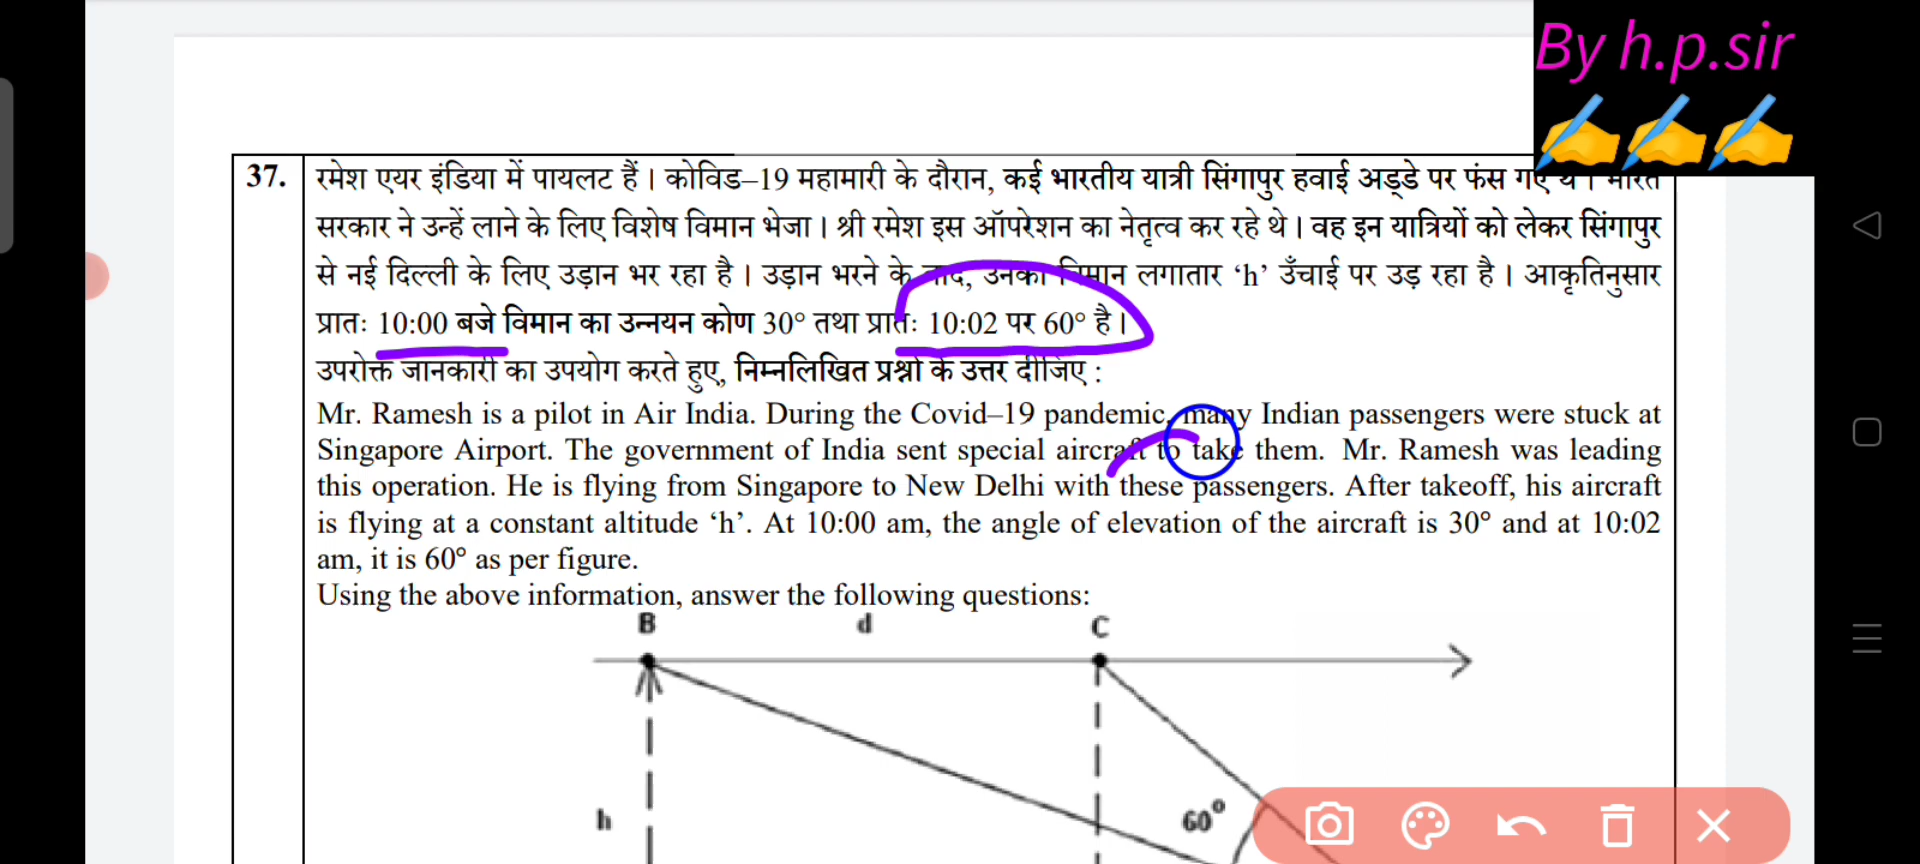 By h.p.sir
37. रमेश एयर इंडिया में पायलट हैं। कोविड–19 महामारी के दौरान, कई भारतीय यात्री सिंगापुर हवाई अड्डे पर फंस गए थे। भारत
सरकार ने उन्हें लाने के लिए विशेष विमान भेजा। श्री रमेश इस ऑपरेशन का नेतृत्व कर रहे थे। वह इन यात्रियों को लेकर सिंगापुर
से नई दिल्ली के लिए उड़ान भर रहा है। उड़ान भरने के बाद, उनका विमान लगातार ‘h’ उँचाई पर उड़ रहा है। आकृतिनुसार
प्रातः 10:00 बजे विमान का उन्नयन कोण 30° तथा प्रातः 10:02 पर 60° है।
उपरोक्त जानकारी का उपयोग करते हुए, निम्नलिखित प्रश्नों के उत्तर दीजिए :
Mr. Ramesh is a pilot in Air India. During the Covid–19 pandemic, many Indian passengers were stuck at
Singapore Airport. The government of India sent special aircraft to take them. Mr. Ramesh was leading
this operation. He is flying from Singapore to New Delhi with these passengers. After takeoff, his aircraft
is flying at a constant altitude ‘h’. At 10:00 am, the angle of elevation of the aircraft is 30° and at 10:02
am, it is 60° as per figure.
Using the above information, answer the following questions:
B d C
h 60°